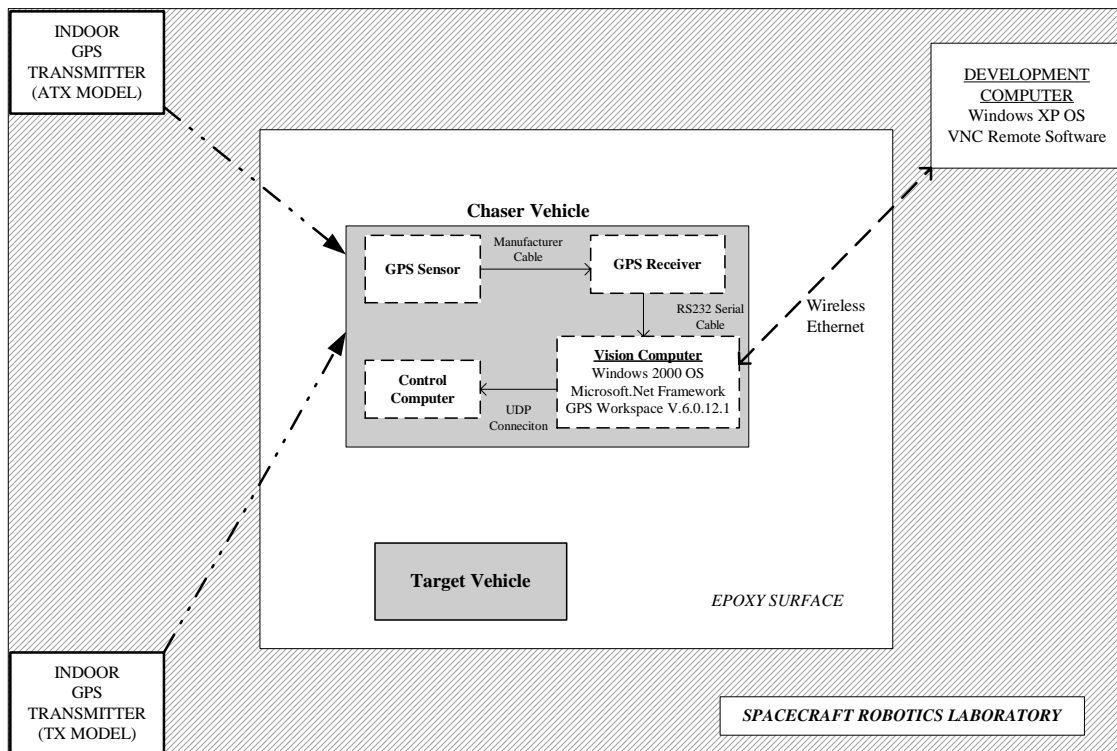 INDOOR
GPS
TRANSMITTER
(ATX MODEL)
DEVELOPMENT
COMPUTER
Windows XP OS
VNC Remote Software
Chaser Vehicle
GPS Sensor
Manufacturer
Cable
GPS Receiver
RS232 Serial
Cable
Wireless
Ethernet
Vision Computer
Windows 2000 OS
Microsoft.Net Framework
GPS Workspace V.6.0.12.1
Control
Computer
UDP
Conneciton
Target Vehicle
EPOXY SURFACE
INDOOR
GPS
TRANSMITTER
(TX MODEL)
SPACECRAFT ROBOTICS LABORATORY